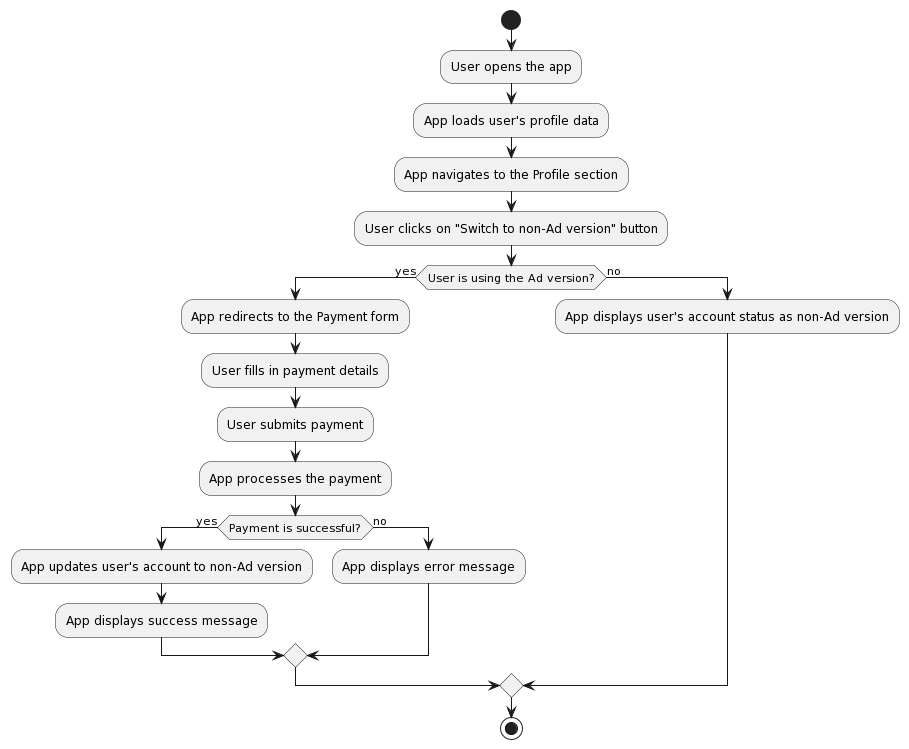 User opens the app
App loads user's profile data
App navigates to the Profile section
User clicks on "Switch to non-Ad version" button
yes
User is using the Ad version?
no
App redirects to the Payment form
App displays user's account status as non-Ad version
User fills in payment details
User submits payment
App processes the payment
yes
Payment is successful?
no
App updates user's account to non-Ad version
App displays error message
App displays success message